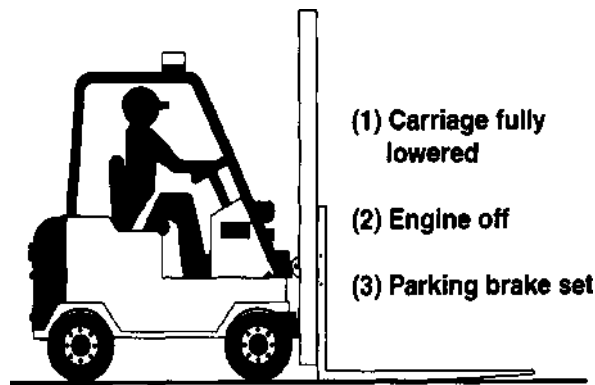 (1) Carriage fully
lowered
(2) Engine off
(3) Parking brake set